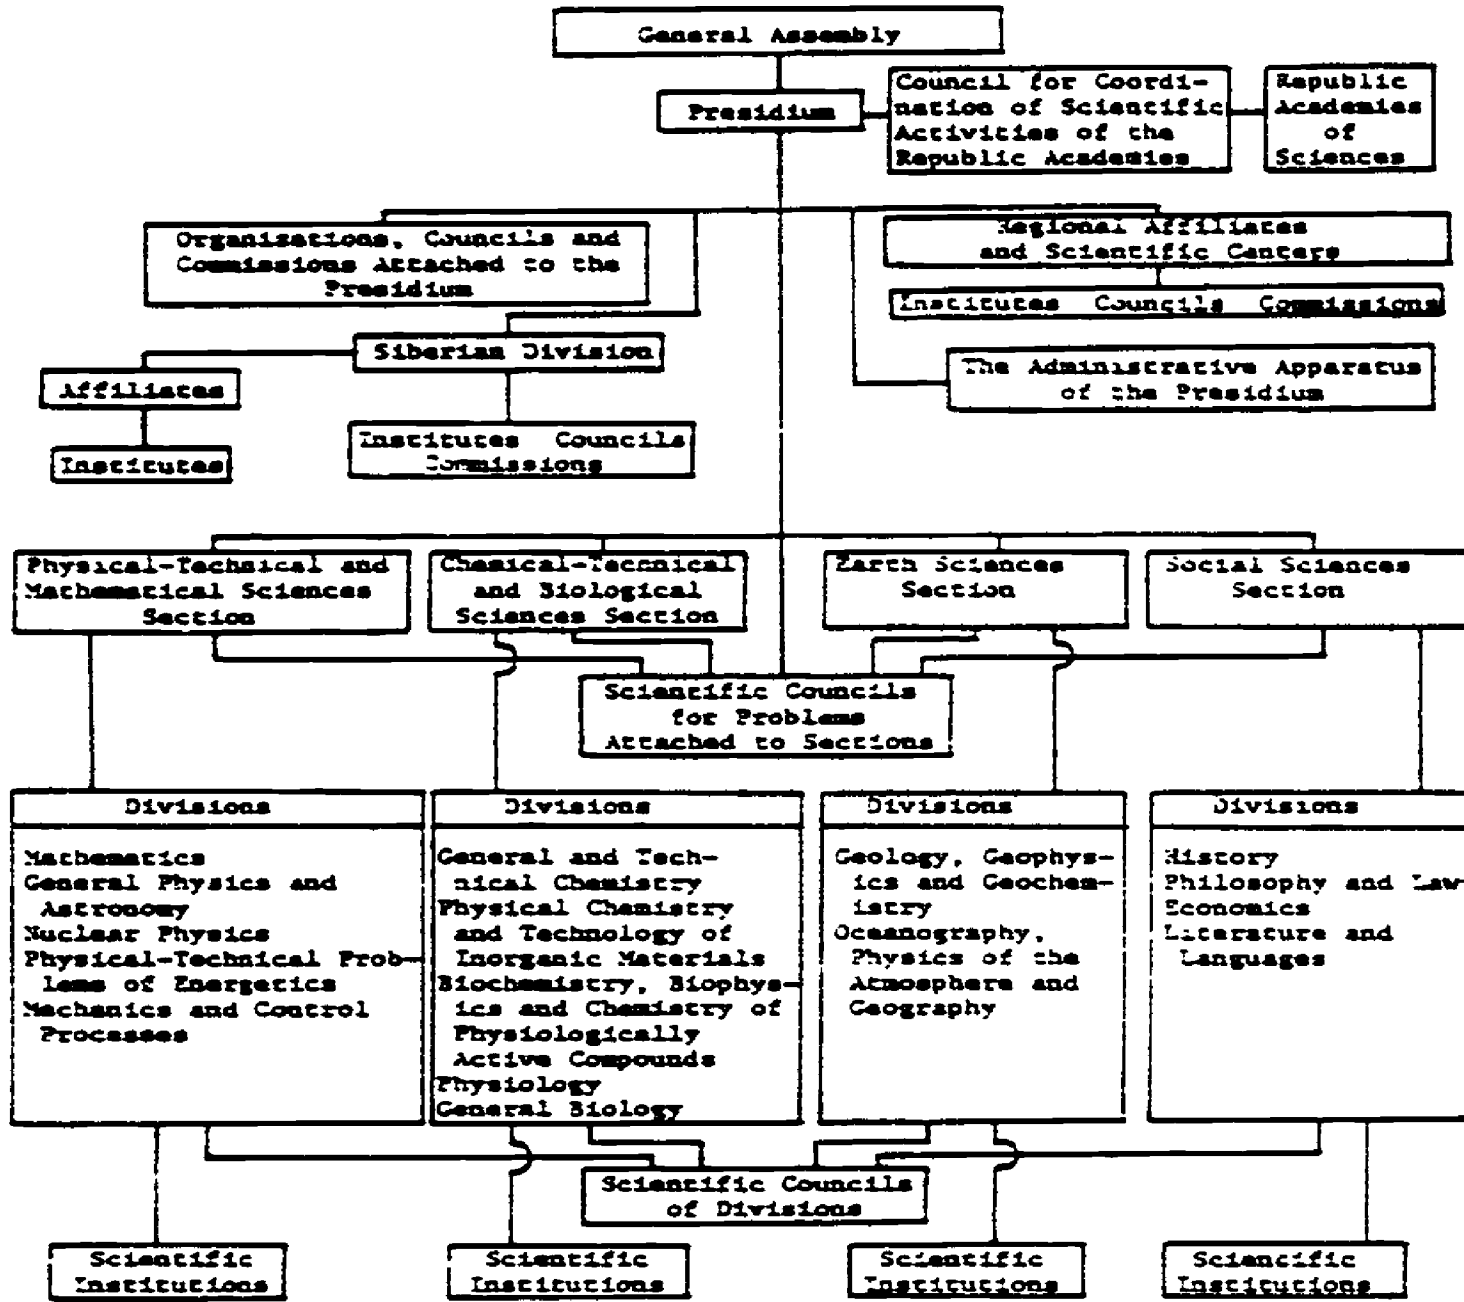 General Assembly
Presidium
Council for Coordi-
nation of Scientific
Activities of the
Republic Academies
Republic
Academies
of
Sciences
Organizations, Councils and
Commissions Attached to the
Presidium
Regional Affiliates
and Scientific Centers
Institutes Councils Commissions
Siberian Division
Affiliates
Institutes
Institutes Councils
Commissions
The Administrative Apparatus
of the Presidium
Physical-Technical and
Mathematical Sciences
Section
Chemical-Technical
and Biological
Sciences Section
Earth Sciences
Section
Social Sciences
Section
Scientific Councils
for Problems
Attached to Sections
Divisions
Mathematics
General Physics and
Astronomy
Nuclear Physics
Physical-Technical Prob-
lems of Energetics
Mechanics and Control
Processes
Divisions
General and Tech-
nical Chemistry
Physical Chemistry
and Technology of
Inorganic Materials
Biochemistry, Biophys-
ics and Chemistry of
Physiologically
Active Compounds
Physiology
General Biology
Divisions
Geology, Geophys-
ics and Geochem-
istry
Oceanography,
Physics of the
Atmosphere and
Geography
Divisions
History
Philosophy and Law
Economics
Literature and
Languages
Scientific Councils
of Divisions
Scientific
Institutions
Scientific
Institutions
Scientific
Institutions
Scientific
Institutions